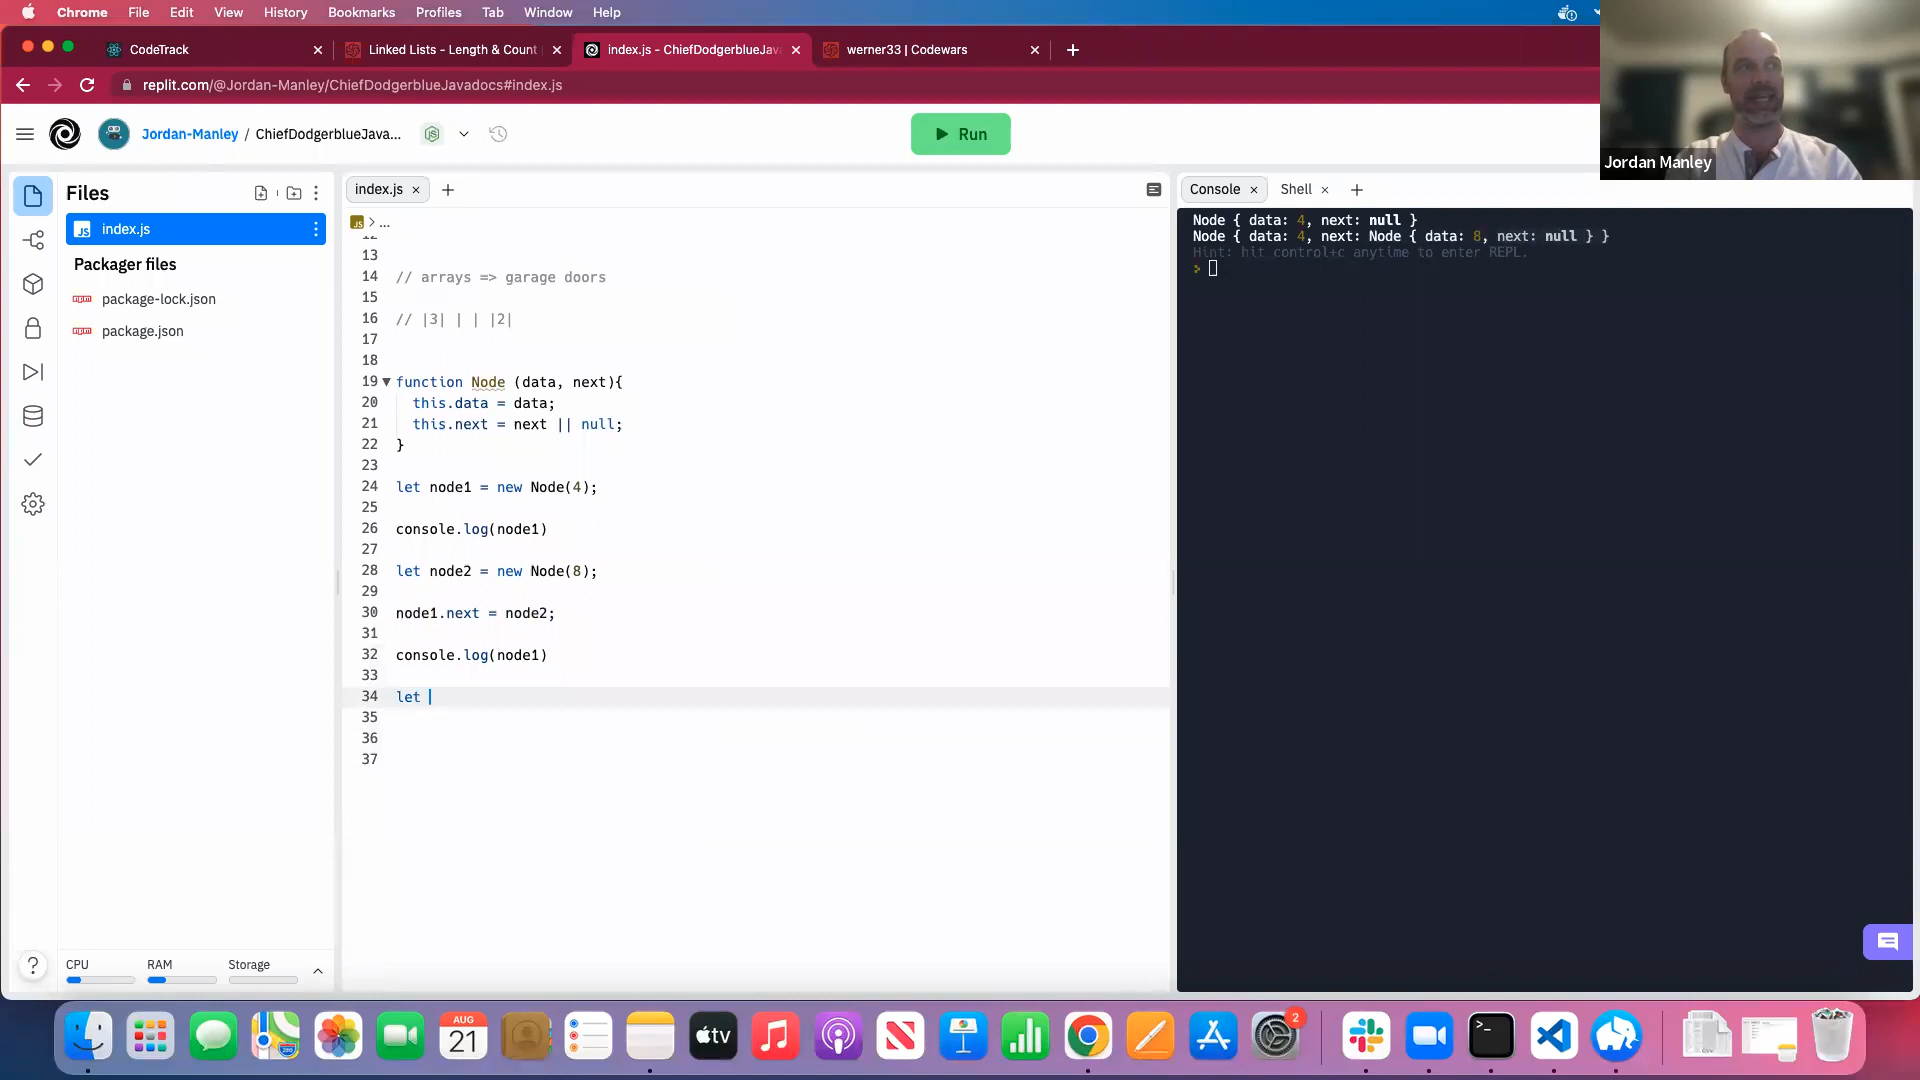 Chrome File Edit View History Bookmarks Profiles Tab Window Help
CodeTrack
Linked Lists - Length & Count
index.js - ChiefDodgerblueJav
werner33 | Codewars
replit.com/@Jordan-Manley/ChiefDodgerblueJavadocs#index.js
Jordan-Manley / ChiefDodgerblueJava...
Run
Jordan Manley
Files
index.js
Packager files
package-lock.json
package.json
CPU RAM Storage
?
index.js
JS > ...
12
13
14 // arrays => garage doors
15
16 // |3| | | |2|
17
18
19 function Node (data, next){
20 this.data = data;
21 this.next = next || null;
22 }
23
24 let node1 = new Node(4);
25
26 console.log(node1)
27
28 let node2 = new Node(8);
29
30 node1.next = node2;
31
32 console.log(node1)
33
34 let
35
36
37
Console Shell
Node { data: 4, next: null }
Node { data: 4, next: Node { data: 8, next: null } }
Hint: hit control+c anytime to enter REPL.
>
AUG
21
280
tv
2
>_
CSV